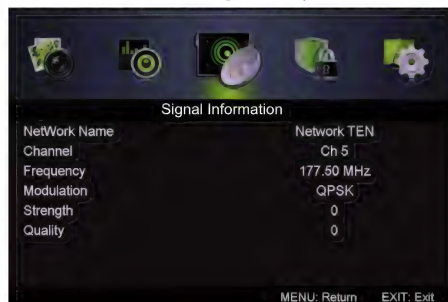 Signal Information
NetWork Name Network TEN
Channel Ch 5
Frequency 177.50 MHz
Modulation QPSK
Strength 0
Quality 0
MENU: Return EXIT: Exit